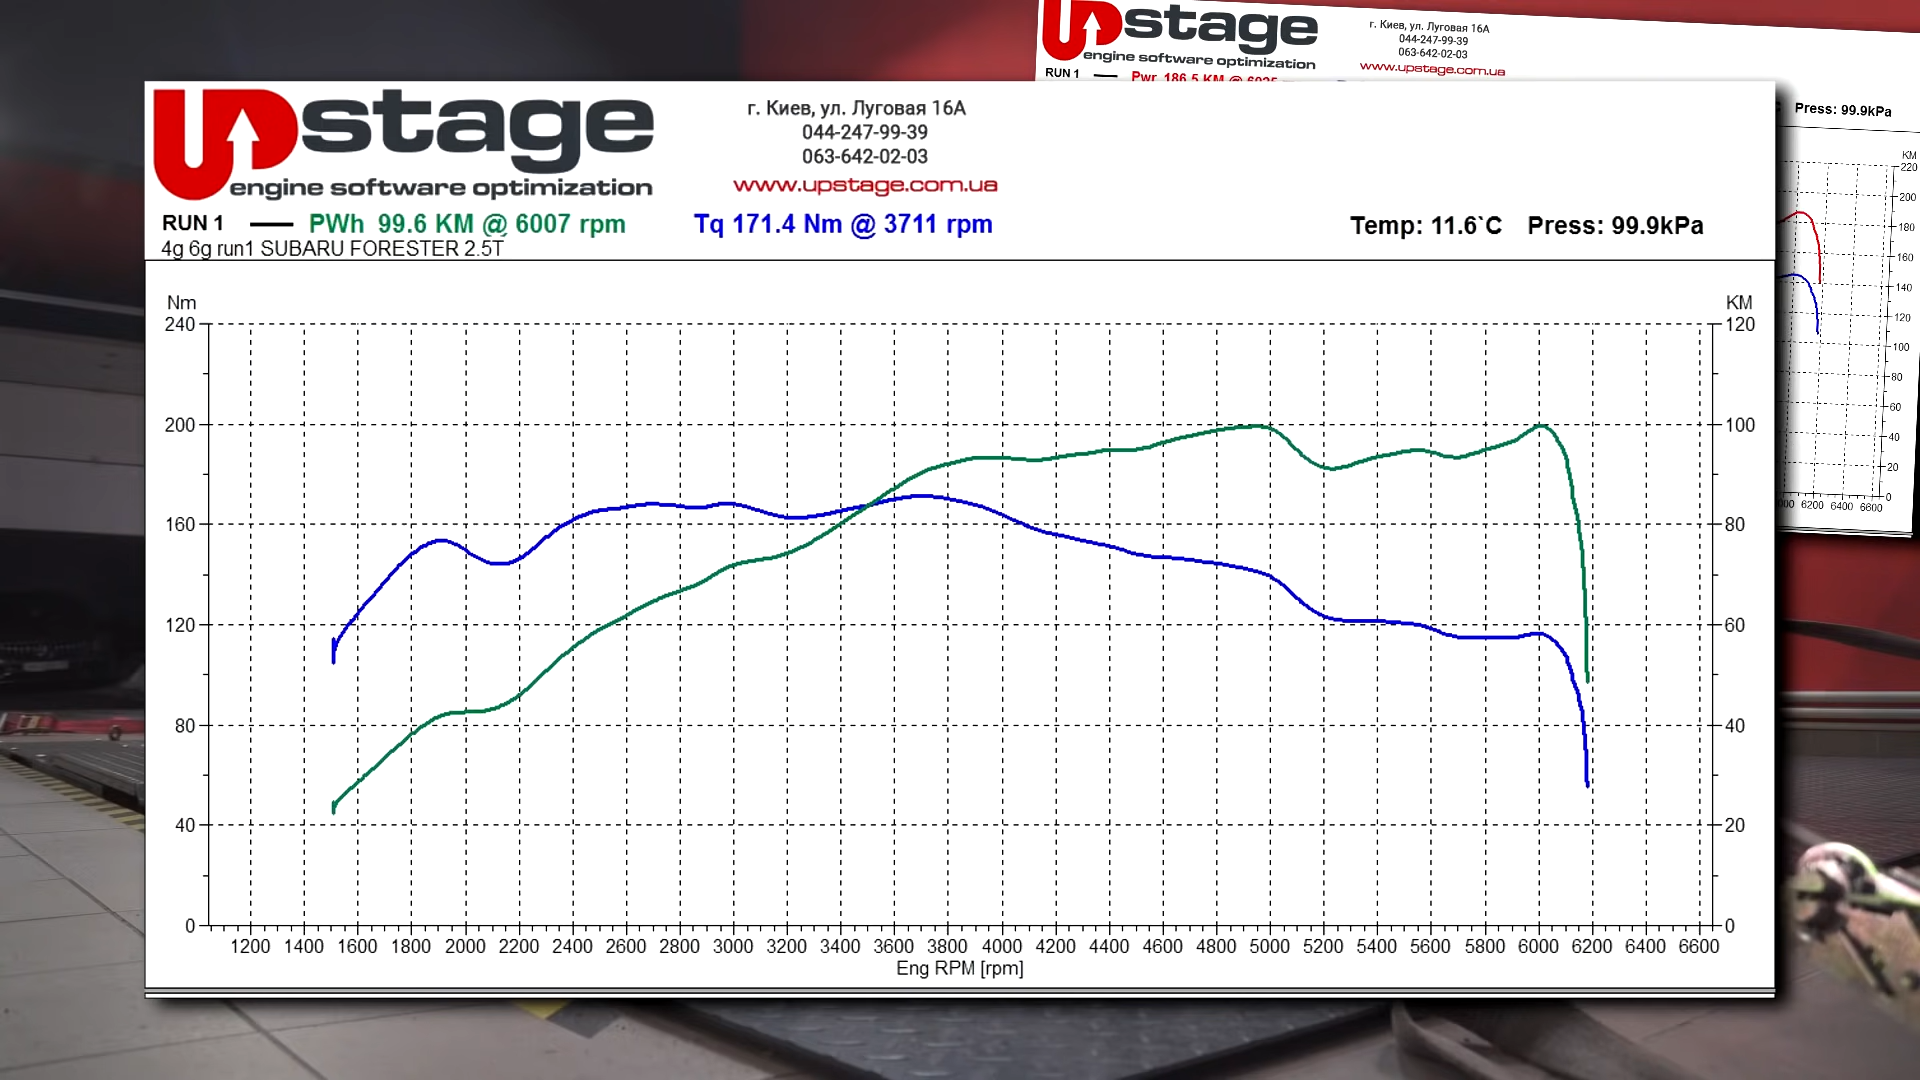 upstage
engine software optimization
г. Киев, ул. Луговая 16А
044-247-99-39
063-642-02-03
www.upstage.com.ua
RUN 1
Press: 99.9kPa
KM
220
200
180
160
140
120
100
80
60
40
20
0
6200 6400 6600
upstage
engine software optimization
г. Киев, ул. Луговая 16А
044-247-99-39
063-642-02-03
www.upstage.com.ua
RUN 1 PWh 99.6 KM @ 6007 rpm Tq 171.4 Nm @ 3711 rpm Temp: 11.6`C Press: 99.9kPa
4g 6g run1 SUBARU FORESTER 2.5T
Nm KM
240 120
200 100
160 80
120 60
80 40
40 20
0 0
1200 1400 1600 1800 2000 2200 2400 2600 2800 3000 3200 3400 3600 3800 4000 4200 4400 4600 4800 5000 5200 5400 5600 5800 6000 6200 6400 6600
Eng RPM [rpm]